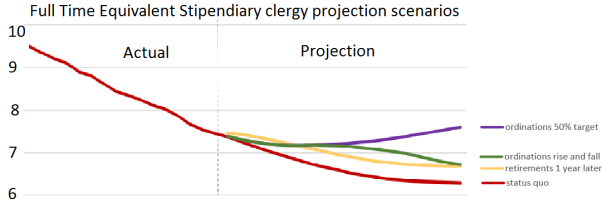 Full Time Equivalent Stipendiary clergy projection scenarios
10
Actual
Projection
9
8
7
6
ordinations 50% target
ordinations rise and fall
retirements 1 year later
status quo